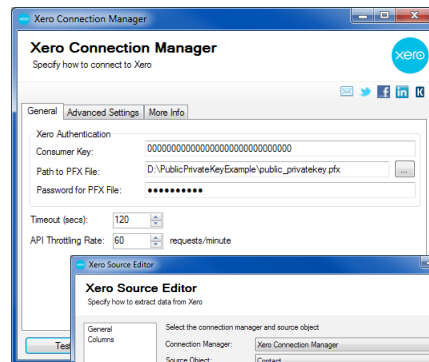 Xero Connection Manager
Xero Connection Manager
Specify how to connect to Xero
xero
General Advanced Settings More Info
Xero Authentication
Consumer Key: 000000000000000000000000000000
Path to PFX File: D:\PublicPrivateKeyExample\public_privatekey.pfx ...
Password for PFX File: ••••••••••
Timeout (secs): 120
API Throttling Rate: 60 requests/minute
Xero Source Editor
Xero Source Editor
Specify how to extract data from Xero
General
Columns
Select the connection manager and source object
Connection Manager: Xero Connection Manager
Source Object: Contact